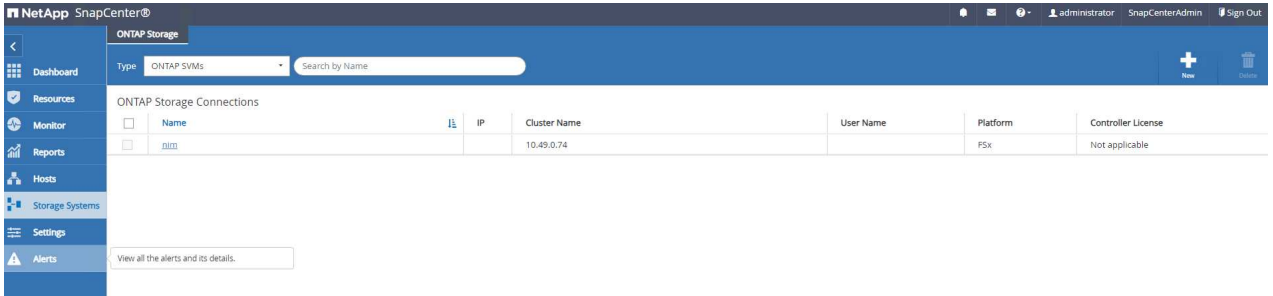 NetApp SnapCenter®
administrator SnapCenterAdmin Sign Out
ONTAP Storage
Type ONTAP SVMs Search by Name
New Delete
Dashboard
Resources
Monitor
Reports
Hosts
Storage Systems
Settings
Alerts
ONTAP Storage Connections
Name IP Cluster Name User Name Platform Controller License
nim 10.49.0.74 FSx Not applicable
View all the alerts and its details.